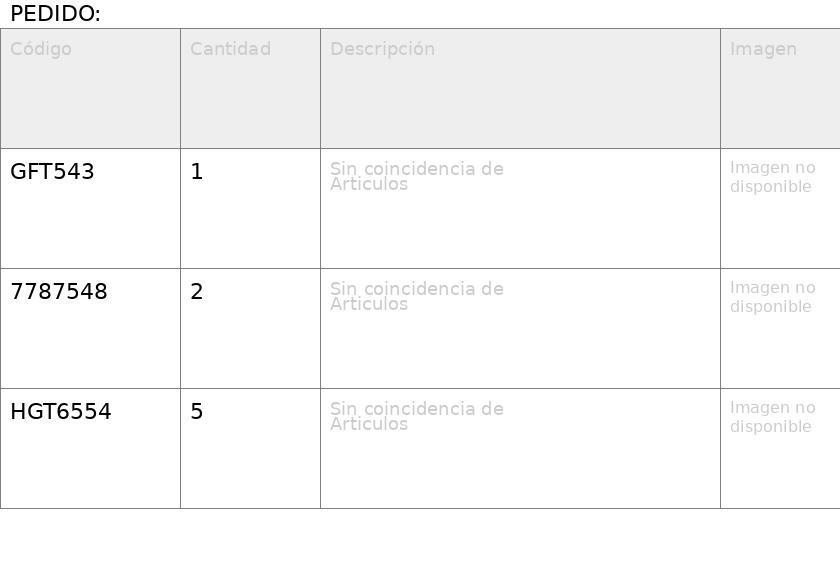 PEDIDO:
Código Cantidad Descripción Imagen
GFT543 1 Sin coincidencia de Imagen no
Articulos disponible
7787548 2 Sin coincidencia de Imagen no
Articulos disponible
HGT6554 5 Sin coincidencia de Imagen no
Articulos disponible